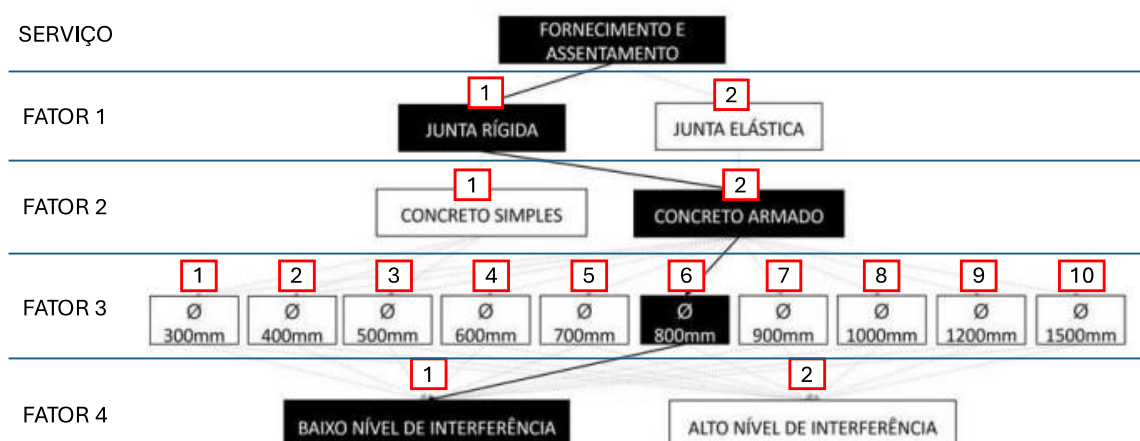 SERVIÇO
FORNECIMENTO E
ASSENTAMENTO
FATOR 1
1
2
JUNTA RÍGIDA
JUNTA ELÁSTICA
FATOR 2
1
2
CONCRETO SIMPLES
CONCRETO ARMADO
FATOR 3
1 2 3 4 5 6 7 8 9 10
Ø Ø Ø Ø Ø Ø Ø Ø Ø Ø
300mm 400mm 500mm 600mm 700mm 800mm 900mm 1000mm 1200mm 1500mm
FATOR 4
1
2
BAIXO NÍVEL DE INTERFERÊNCIA
ALTO NÍVEL DE INTERFERÊNCIA